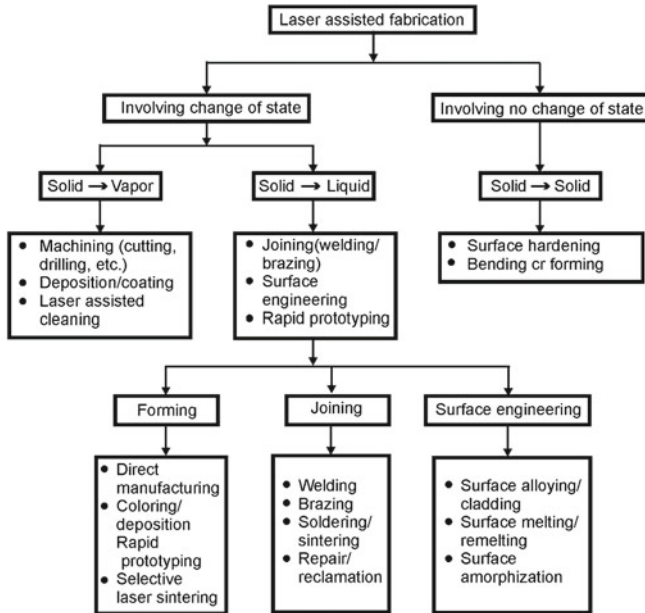 Laser assisted fabrication
Involving change of state
Involving no change of state
Solid → Vapor
Solid → Liquid
Solid → Solid
● Machining (cutting,
drilling, etc.)
● Deposition/coating
● Laser assisted
cleaning
● Joining(welding/
brazing)
● Surface
engineering
● Rapid prototyping
● Surface hardening
● Bending cr forming
Forming
Joining
Surface engineering
● Direct
manufacturing
● Coloring/
deposition
Rapid
prototyping
● Selective
laser sintering
● Welding
● Brazing
● Soldering/
sintering
● Repair/
reclamation
● Surface alloying/
cladding
● Surface melting/
remelting
● Surface
amorphization